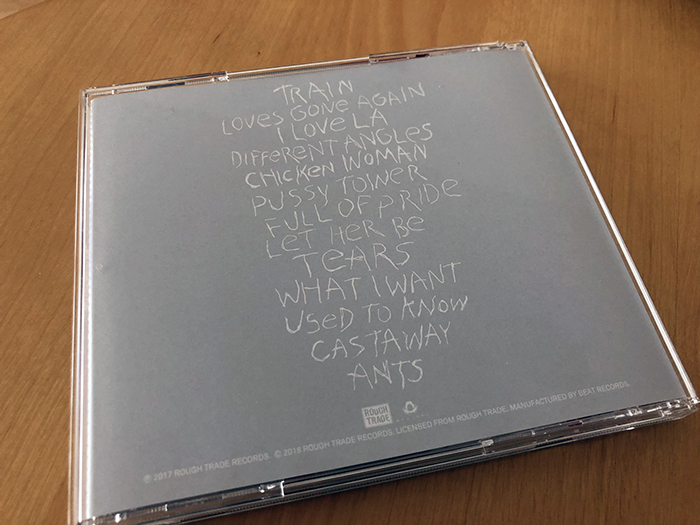 TRAIN
LOVES GONE AGAIN
I LOVE LA
DIFFERENT ANGLES
CHICKEN WOMAN
PUSSY TOWER
FULL OF PRIDE
LET HER BE
TEARS
WHAT I WANT
USED TO KNOW
CASTAWAY
ANTS
ROUGH
TRADE
℗ 2017 ROUGH TRADE RECORDS. © 2018 ROUGH TRADE RECORDS. LICENSED FROM ROUGH TRADE. MANUFACTURED BY BEAT RECORDS.